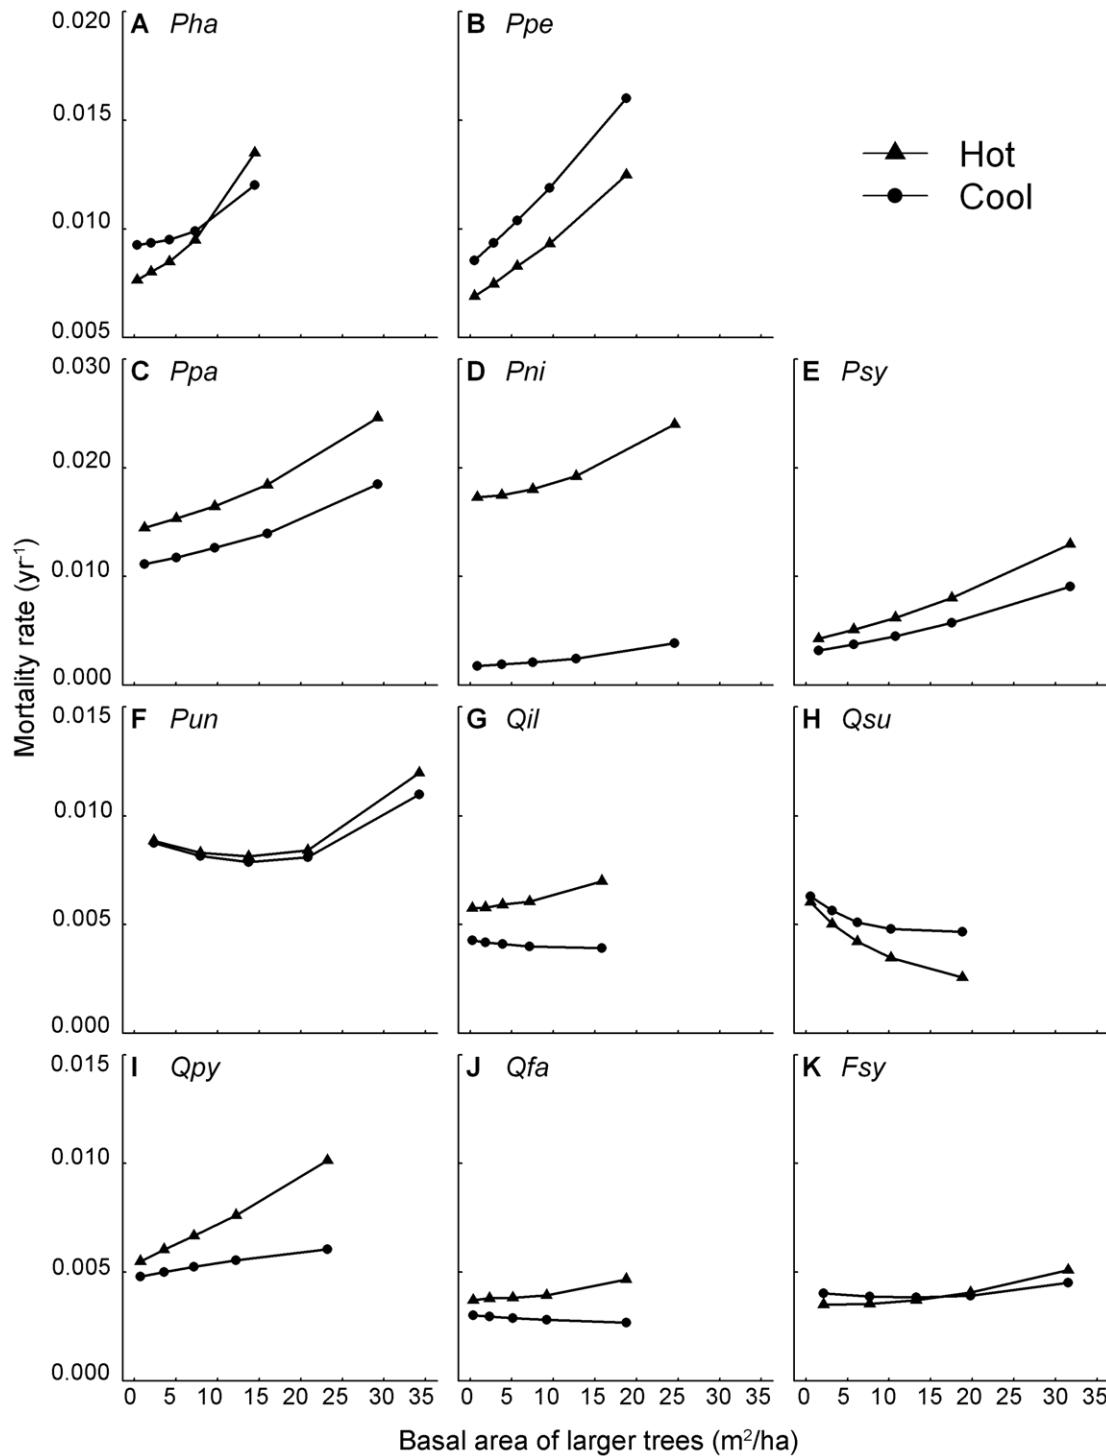 A Pha
B Ppe
0.020
0.015
0.010
0.005
Hot
Cool
C Ppa
D Pni
E Psy
0.030
0.020
0.010
0.000
F Pun
G Qil
H Qsu
0.015
0.010
0.005
0.000
I Qpy
J Qfa
K Fsy
0.015
0.010
0.005
0.000
0 5 10 15 20 25 30 35
0 5 10 15 20 25 30 35
0 5 10 15 20 25 30 35
Mortality rate (yr⁻¹)
Basal area of larger trees (m²/ha)